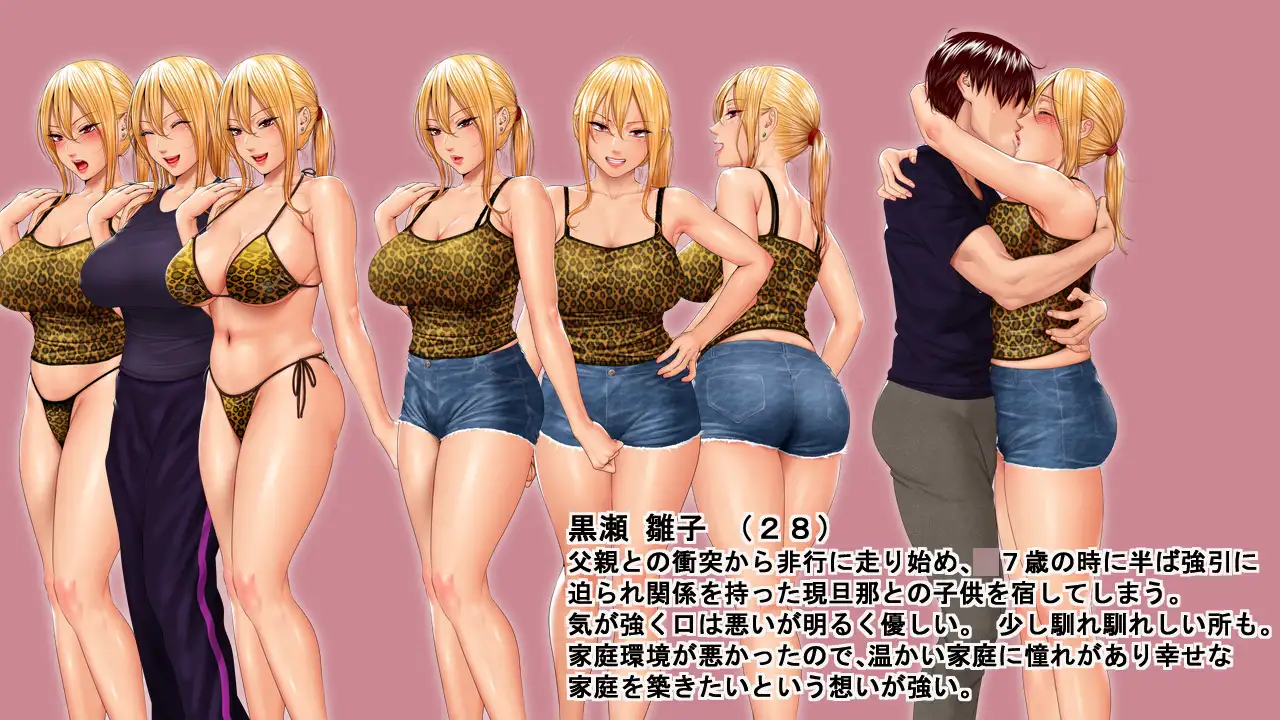 黒瀬 雛子 （２８）
父親との衝突から非行に走り始め、７歳の時に半ば強引に
迫られ関係を持った現旦那との子供を宿してしまう。
気が強く口は悪いが明るく優しい。 少し馴れ馴れしい所も。
家庭環境が悪かったので、温かい家庭に憧れがあり幸せな
家庭を築きたいという想いが強い。